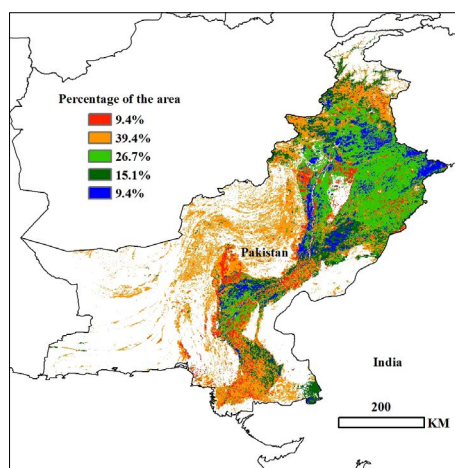 Percentage of the area
9.4%
39.4%
26.7%
15.1%
9.4%
Pakistan
India
200
KM